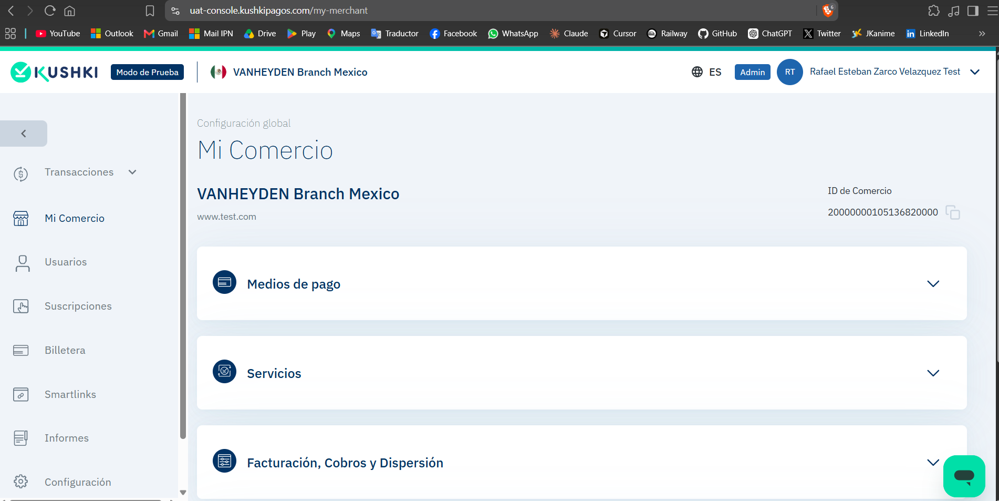 uat-console.kushkipagos.com/my-merchant
6
YouTube Outlook Gmail Mail IPN Drive Play Maps Traductor Facebook WhatsApp Claude Cursor Railway GitHub ChatGPT Twitter JKanime LinkedIn »
KUSHKI Modo de Prueba VANHEYDEN Branch Mexico ES Admin RT Rafael Esteban Zarco Velazquez Test
Transacciones
Mi Comercio
Usuarios
Suscripciones
Billetera
Smartlinks
Informes
Configuración
Configuración global
Mi Comercio
VANHEYDEN Branch Mexico
www.test.com
ID de Comercio
20000000105136820000
Medios de pago
Servicios
Facturación, Cobros y Dispersión